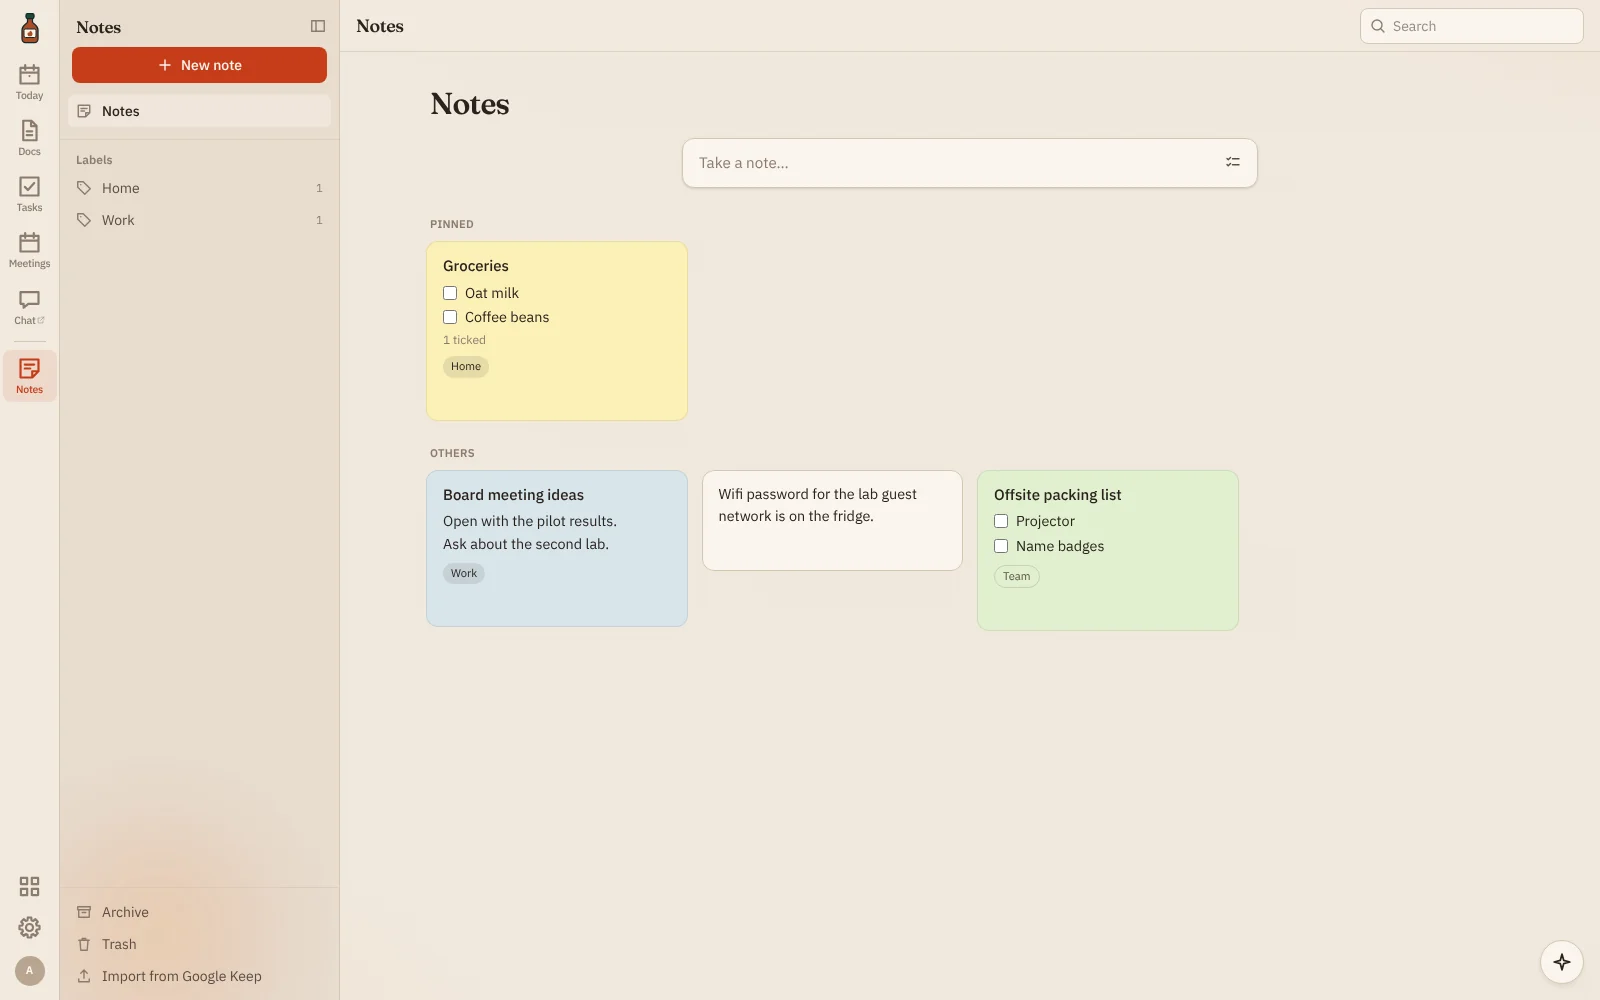 Today
Docs
Tasks
Meetings
Chat
Notes
A
Notes
New note
Notes
Labels
Home 1
Work 1
Archive
Trash
Import from Google Keep
Notes
Search
Notes
Take a note...
PINNED
Groceries
Oat milk
Coffee beans
1 ticked
Home
OTHERS
Board meeting ideas
Open with the pilot results.
Ask about the second lab.
Work
Wifi password for the lab guest
network is on the fridge.
Offsite packing list
Projector
Name badges
Team